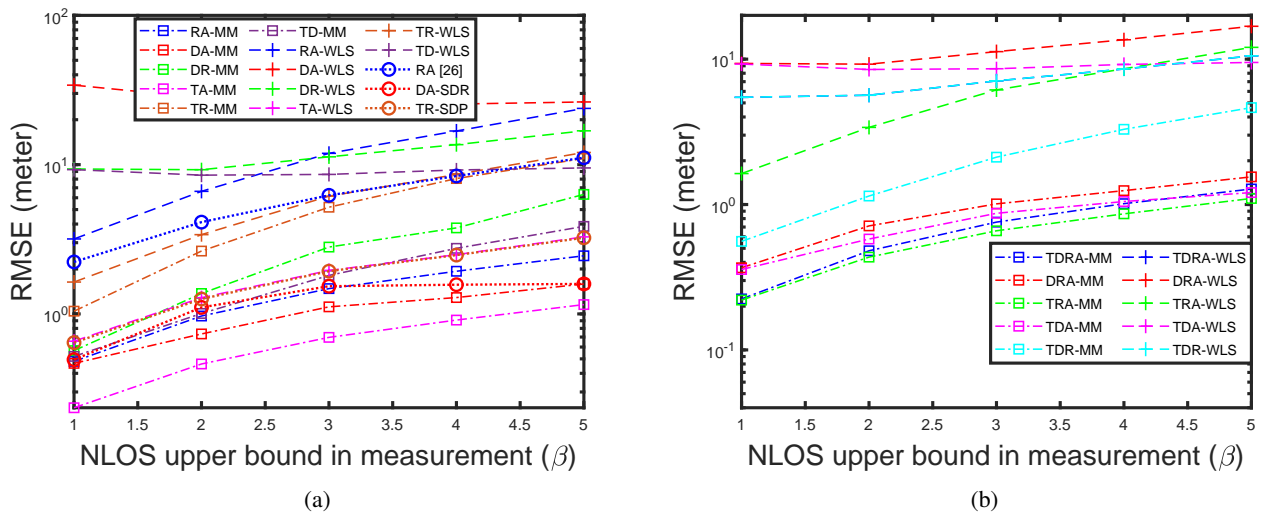 10^2
10^1
10^0
RMSE (meter)
RA-MM
DA-MM
DR-MM
TA-MM
TR-MM
TD-MM
RA-WLS
DA-WLS
DR-WLS
TA-WLS
TR-WLS
TD-WLS
RA [26]
DA-SDR
TR-SDP
1 1.5 2 2.5 3 3.5 4 4.5 5
NLOS upper bound in measurement (β)
(a)
10^1
10^0
10^-1
RMSE (meter)
TDRA-MM
DRA-MM
TRA-MM
TDA-MM
TDR-MM
TDRA-WLS
DRA-WLS
TRA-WLS
TDA-WLS
TDR-WLS
1 1.5 2 2.5 3 3.5 4 4.5 5
NLOS upper bound in measurement (β)
(b)